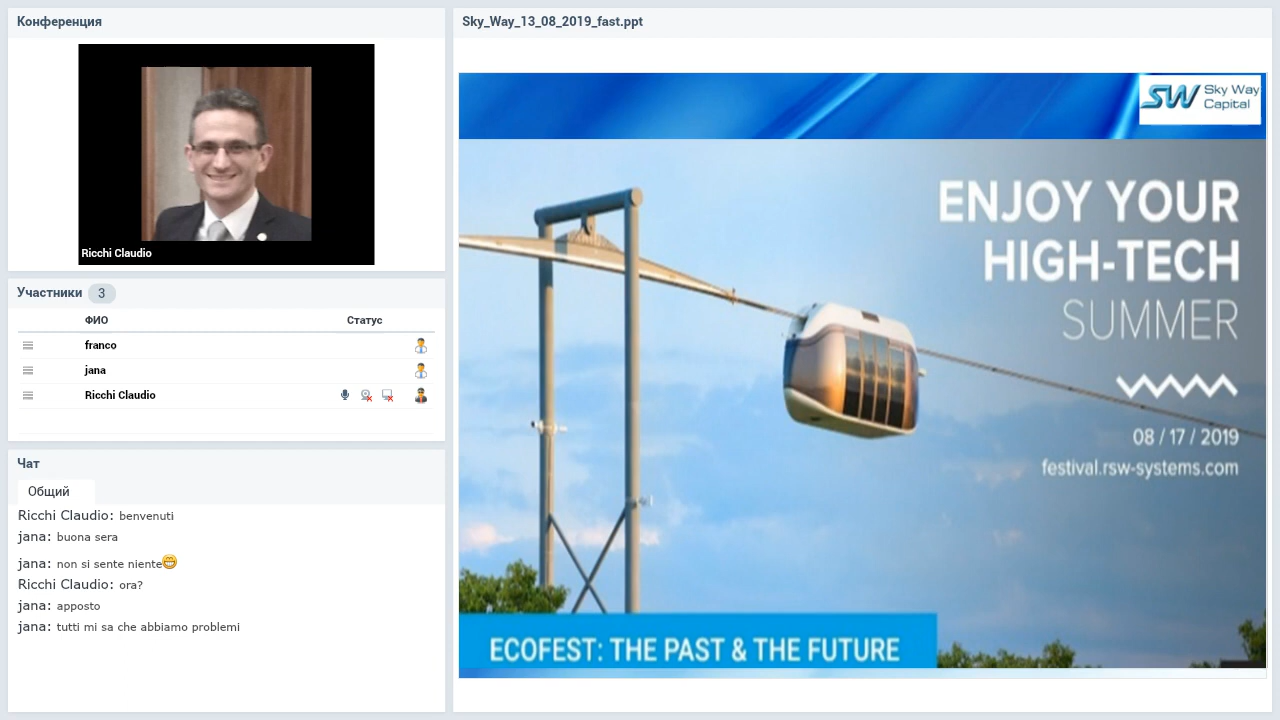 Конференция
Ricchi Claudio
Участники 3
ФИО Статус
franco
jana
Ricchi Claudio
Чат
Общий
Ricchi Claudio: benvenuti
jana: buona sera
jana: non si sente niente
Ricchi Claudio: ora?
jana: apposto
jana: tutti mi sa che abbiamo problemi
Sky_Way_13_08_2019_fast.ppt
SW Sky Way
Capital
ENJOY YOUR
HIGH-TECH
SUMMER
08 / 17 / 2019
festival.rsw-systems.com
ECOFEST: THE PAST & THE FUTURE